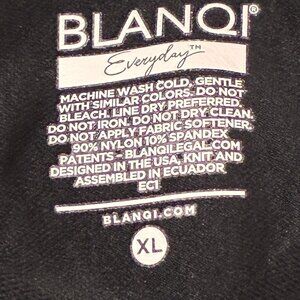 BLANQI®
Everyday™
MACHINE WASH COLD, GENTLE
WITH SIMILAR COLORS. DO NOT
BLEACH. LINE DRY PREFERRED.
DO NOT IRON. DO NOT DRY CLEAN.
DO NOT APPLY FABRIC SOFTENER.
90% NYLON 10% SPANDEX
PATENTS - BLANQILEGAL.COM
DESIGNED IN THE USA, KNIT AND
ASSEMBLED IN ECUADOR
EC1
BLANQI.COM
XL